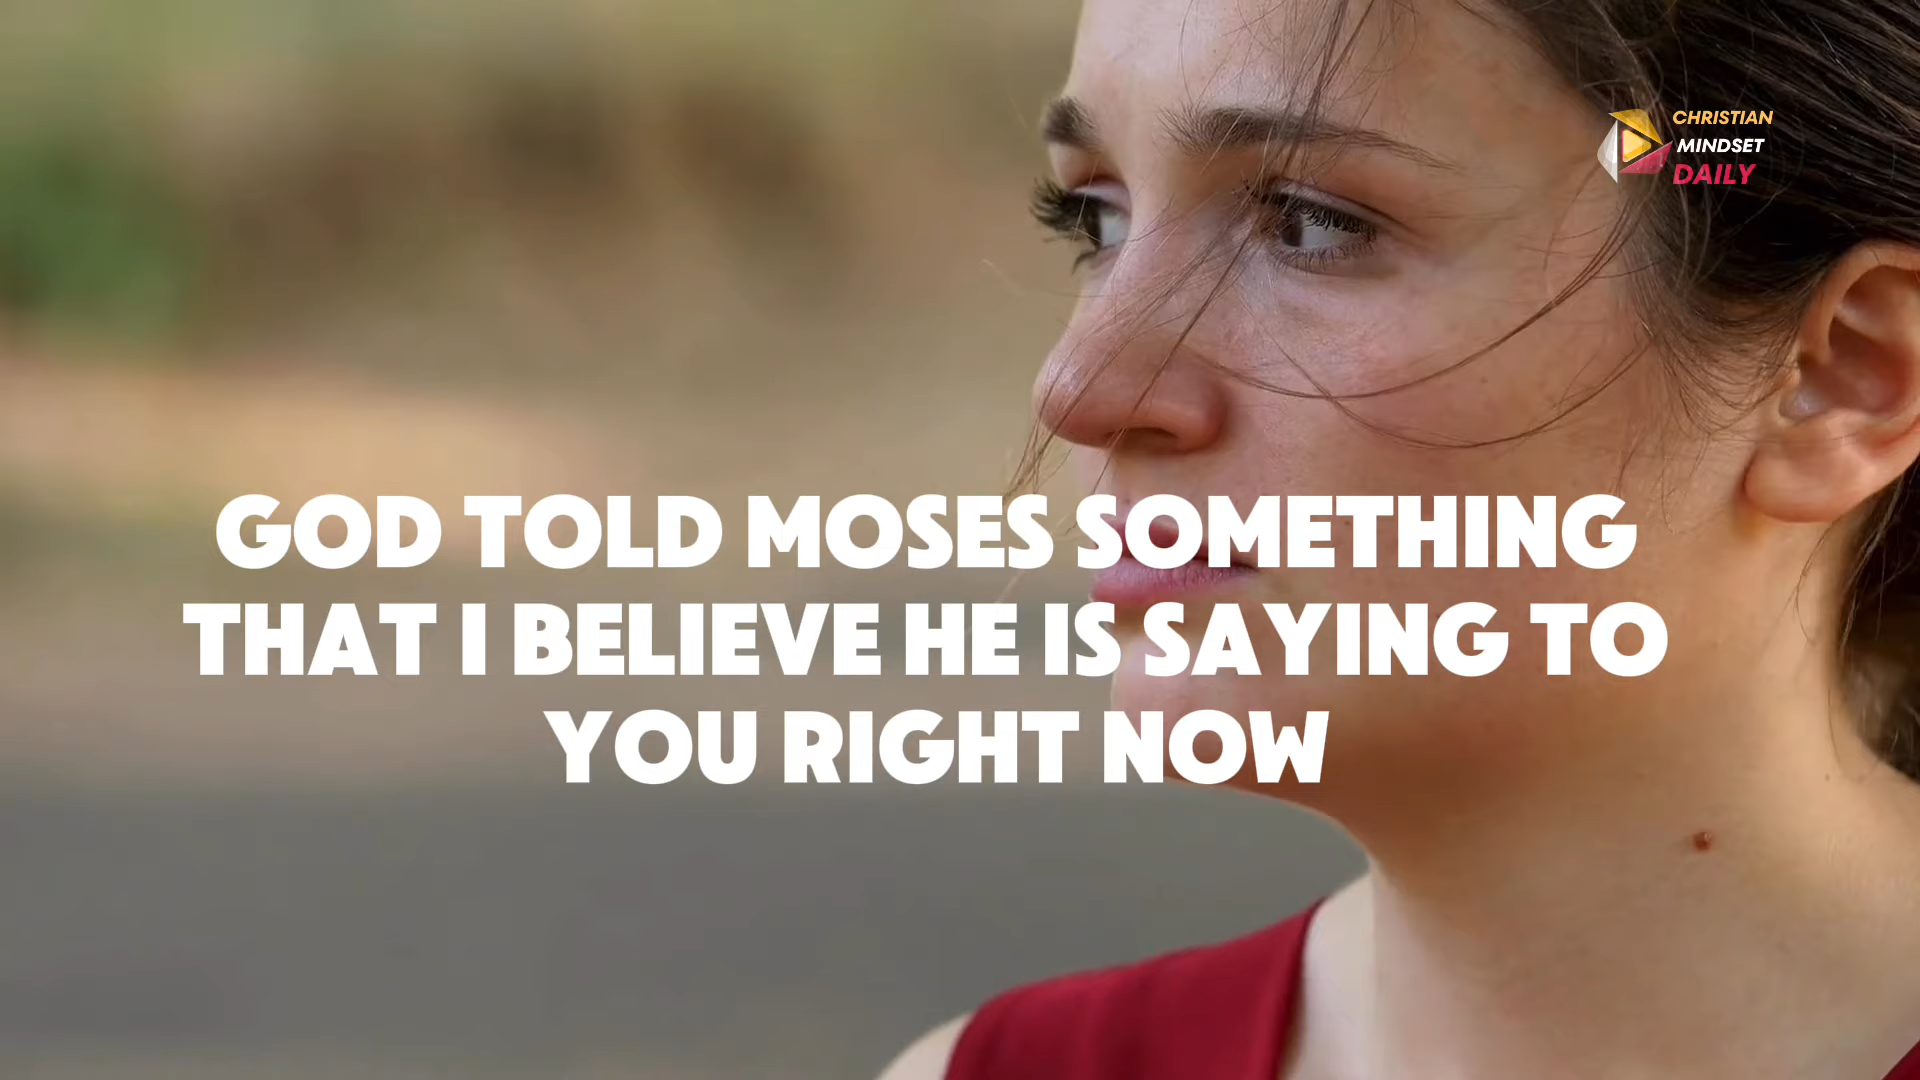 CHRISTIAN
MINDSET
DAILY
GOD TOLD MOSES SOMETHING
THAT I BELIEVE HE IS SAYING TO
YOU RIGHT NOW